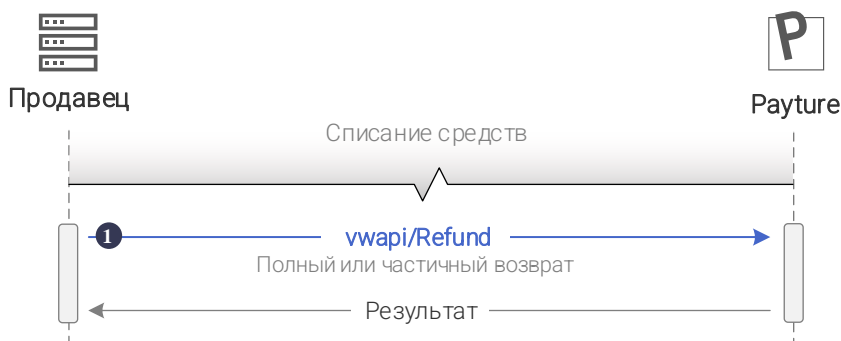 P
Продавец
Payture
Списание средств
1
vwapi/Refund
Полный или частичный возврат
Результат